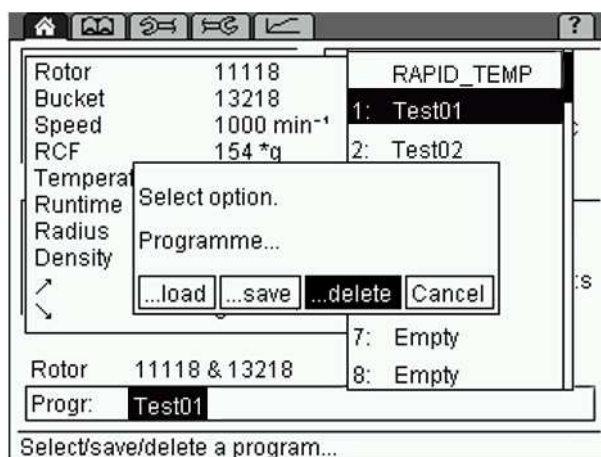 ?
Rotor 11118
Bucket 13218
Speed 1000 min⁻¹
RCF 154 *g
Temperat
Runtime
Radius
Density
RAPID_TEMP
1: Test01
2: Test02
Select option.
Programme...
...load ...save ...delete Cancel
:s
7: Empty
8: Empty
Rotor 11118 & 13218
Progr: Test01
Select/save/delete a program...